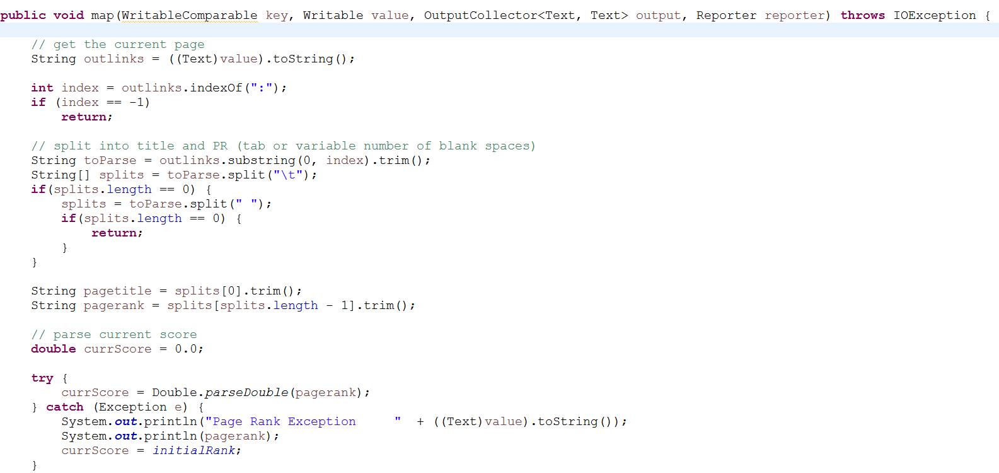 public void map(WritableComparable key, Writable value, OutputCollector<Text, Text> output, Reporter reporter) throws IOException {
// get the current page
String outlinks = ((Text)value).toString();
int index = outlinks.indexOf(":");
if (index == -1)
return;
// split into title and PR (tab or variable number of blank spaces)
String toParse = outlinks.substring(0, index).trim();
String[] splits = toParse.split("\t");
if(splits.length == 0) {
splits = toParse.split(" ");
if(splits.length == 0) {
return;
}
}
String pagetitle = splits[0].trim();
String pagerank = splits[splits.length - 1].trim();
// parse current score
double currScore = 0.0;
try {
currScore = Double.parseDouble(pagerank);
} catch (Exception e) {
System.out.println("Page Rank Exception     "  + ((Text)value).toString());
System.out.println(pagerank);
currScore = initialRank;
}